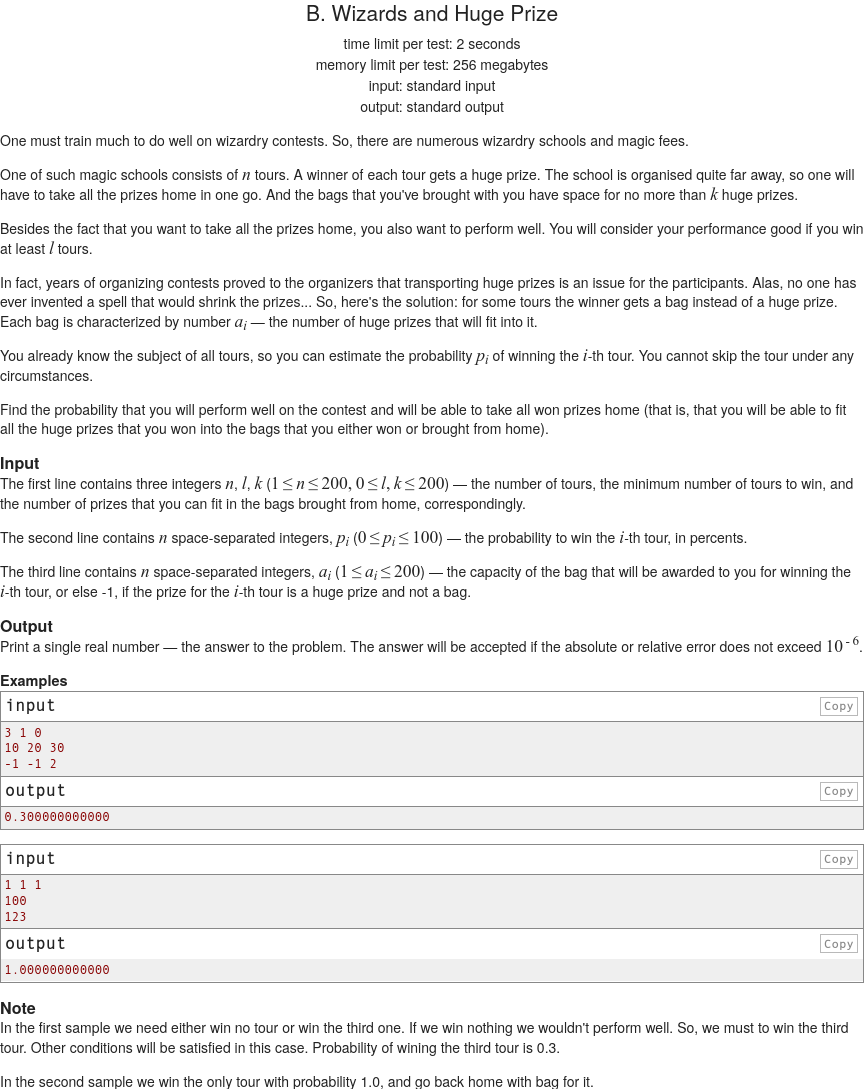 B. Wizards and Huge Prize
time limit per test: 2 seconds
memory limit per test: 256 megabytes
input: standard input
output: standard output
One must train much to do well on wizardry contests. So, there are numerous wizardry schools and magic fees.
One of such magic schools consists of n tours. A winner of each tour gets a huge prize. The school is organised quite far away, so one will
have to take all the prizes home in one go. And the bags that you've brought with you have space for no more than k huge prizes.
Besides the fact that you want to take all the prizes home, you also want to perform well. You will consider your performance good if you win
at least l tours.
In fact, years of organizing contests proved to the organizers that transporting huge prizes is an issue for the participants. Alas, no one has
ever invented a spell that would shrink the prizes... So, here's the solution: for some tours the winner gets a bag instead of a huge prize.
Each bag is characterized by number a_i — the number of huge prizes that will fit into it.
You already know the subject of all tours, so you can estimate the probability p_i of winning the i-th tour. You cannot skip the tour under any
circumstances.
Find the probability that you will perform well on the contest and will be able to take all won prizes home (that is, that you will be able to fit
all the huge prizes that you won into the bags that you either won or brought from home).
Input
The first line contains three integers n, l, k (1 ≤ n ≤ 200, 0 ≤ l, k ≤ 200) — the number of tours, the minimum number of tours to win, and
the number of prizes that you can fit in the bags brought from home, correspondingly.
The second line contains n space-separated integers, p_i (0 ≤ p_i ≤ 100) — the probability to win the i-th tour, in percents.
The third line contains n space-separated integers, a_i (1 ≤ a_i ≤ 200) — the capacity of the bag that will be awarded to you for winning the
i-th tour, or else -1, if the prize for the i-th tour is a huge prize and not a bag.
Output
Print a single real number — the answer to the problem. The answer will be accepted if the absolute or relative error does not exceed 10^-6.
Examples
input Copy
3 1 0
10 20 30
-1 -1 2
output Copy
0.300000000000
input Copy
1 1 1
100
123
output Copy
1.000000000000
Note
In the first sample we need either win no tour or win the third one. If we win nothing we wouldn't perform well. So, we must to win the third
tour. Other conditions will be satisfied in this case. Probability of wining the third tour is 0.3.
In the second sample we win the only tour with probability 1.0, and go back home with bag for it.